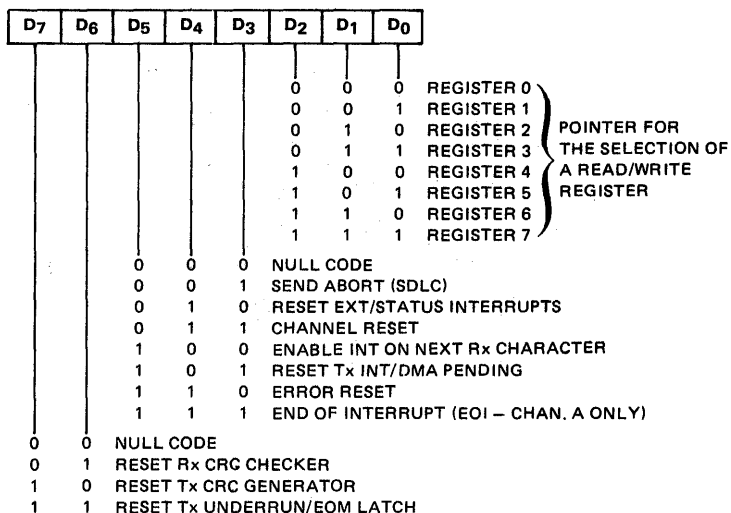 D7 D6 D5 D4 D3 D2 D1 D0
0 0 0 REGISTER 0
0 0 1 REGISTER 1
0 1 0 REGISTER 2
0 1 1 REGISTER 3
1 0 0 REGISTER 4
1 0 1 REGISTER 5
1 1 0 REGISTER 6
1 1 1 REGISTER 7
POINTER FOR
THE SELECTION OF
A READ/WRITE
REGISTER
0 0 0 NULL CODE
0 0 1 SEND ABORT (SDLC)
0 1 0 RESET EXT/STATUS INTERRUPTS
0 1 1 CHANNEL RESET
1 0 0 ENABLE INT ON NEXT Rx CHARACTER
1 0 1 RESET Tx INT/DMA PENDING
1 1 0 ERROR RESET
1 1 1 END OF INTERRUPT (EOI – CHAN. A ONLY)
0 0 NULL CODE
0 1 RESET Rx CRC CHECKER
1 0 RESET Tx CRC GENERATOR
1 1 RESET Tx UNDERRUN/EOM LATCH